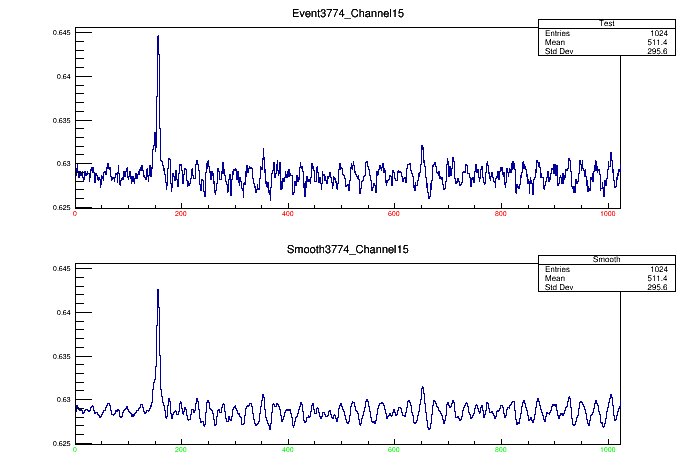 Event3774_Channel15
Test
Entries 1024
Mean 511.4
Std Dev 295.6
0.645
0.64
0.635
0.63
0.625
0 200 400 600 800 1000
Smooth3774_Channel15
Smooth
Entries 1024
Mean 511.4
Std Dev 295.6
0.645
0.64
0.635
0.63
0.625
0 200 400 600 800 1000